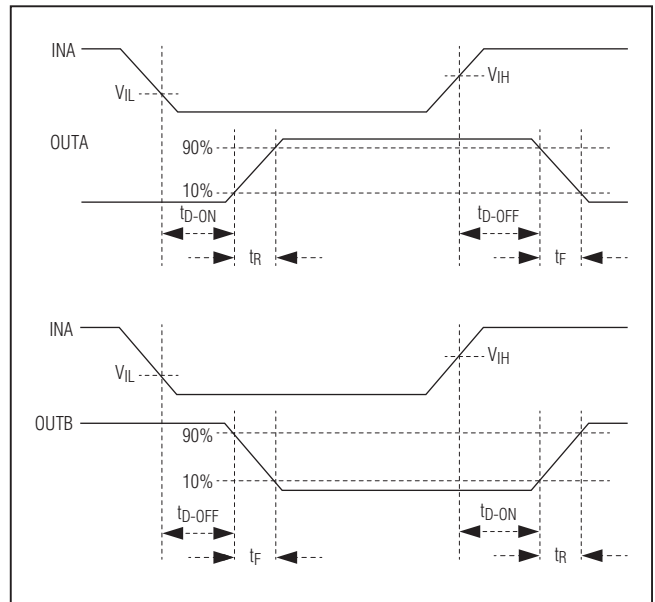 INA
VIH
VIL
OUTA
90%
10%
tD-ON
tD-OFF
tR
tF
INA
VIH
VIL
OUTB
90%
10%
tD-OFF
tD-ON
tF
tR